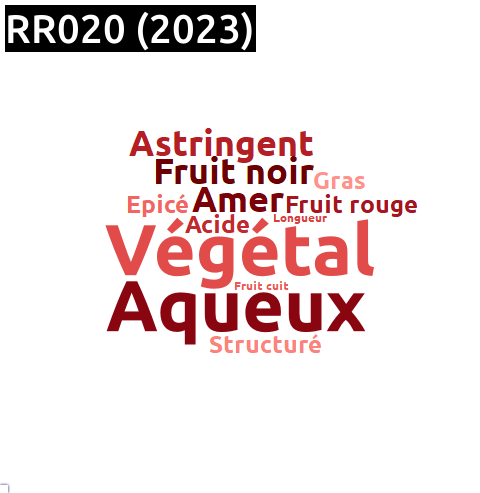 RR020 (2023)
Astringent
Fruit noir
Gras
Epicé
Amer
Fruit rouge
Acide
Longueur
Végétal
Fruit cuit
Aqueux
Structuré